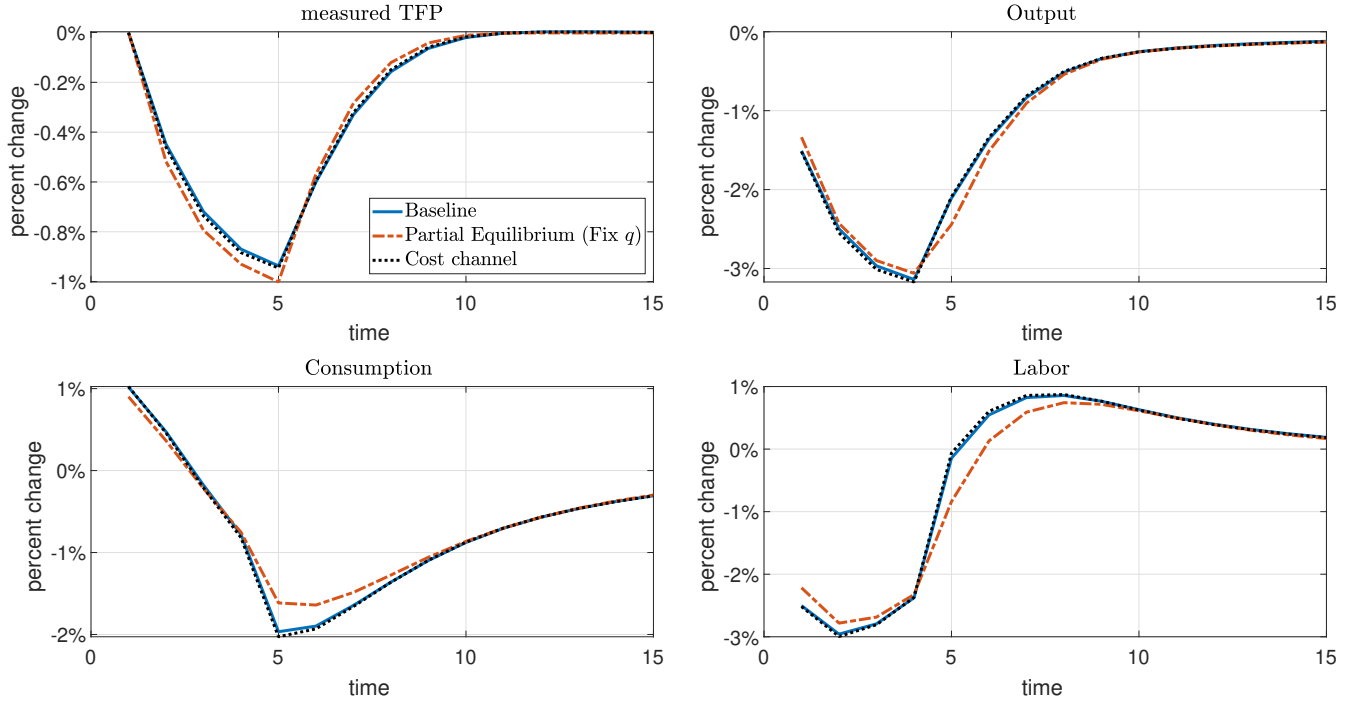 measured TFP
0%
-0.2%
-0.4%
-0.6%
-0.8%
-1%
percent change
0
5
10
15
time
Baseline
Partial Equilibrium (Fix q)
Cost channel
Output
0%
-1%
-2%
-3%
percent change
0
5
10
15
time
Consumption
1%
0%
-1%
-2%
percent change
0
5
10
15
time
Labor
1%
0%
-1%
-2%
-3%
percent change
0
5
10
15
time